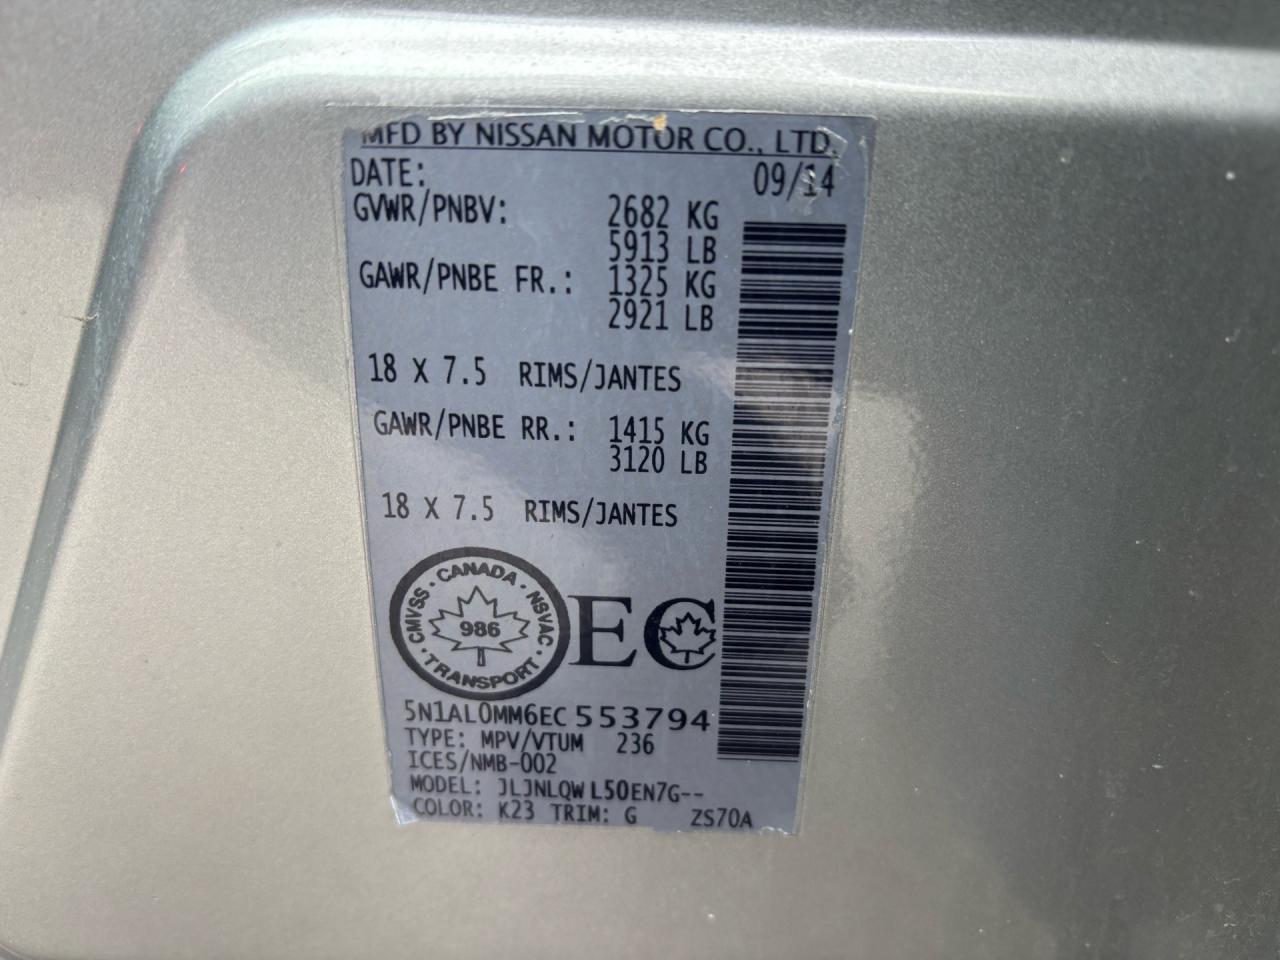 MFD BY NISSAN MOTOR CO., LTD.
DATE: 09/14
GVWR/PNBV: 2682 KG
5913 LB
GAWR/PNBE FR.: 1325 KG
2921 LB
18 X 7.5 RIMS/JANTES
GAWR/PNBE RR.: 1415 KG
3120 LB
18 X 7.5 RIMS/JANTES
CMVSS · CANADA · NSVAC · TRANSPORT ·
986
EC
5N1AL0MM6EC553794
TYPE: MPV/VTUM 236
ICES/NMB-002
MODEL: JLJNLQW L50EN7G--
COLOR: K23 TRIM: G ZS70A